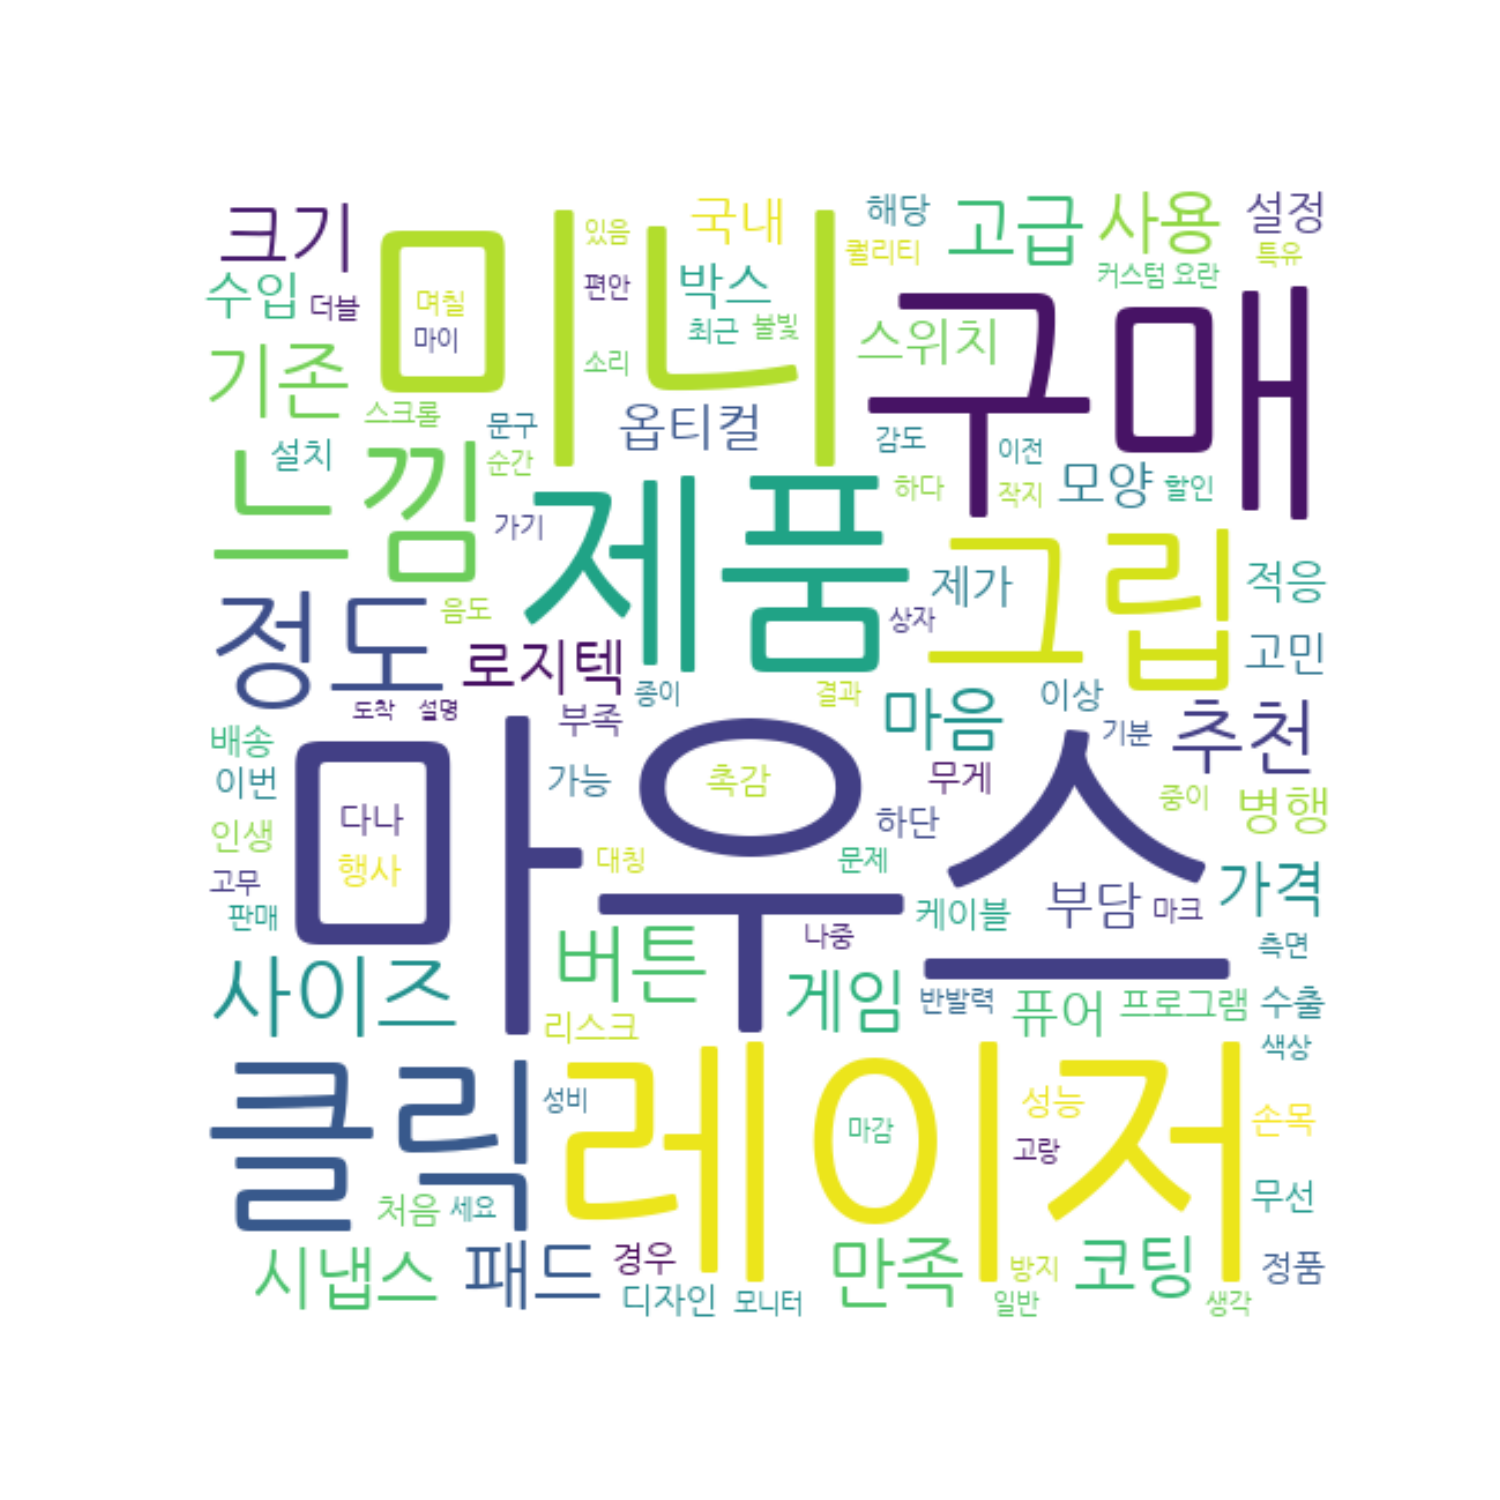 크기
미니
있음
국내
해당
고급
사용
설정
퀄리티
특유
수입
더블
며칠
마이
편안
박스
최근
불빛
커스텀
요란
구매
기존
스크롤
소리
스위치
설치
느낌
문구
순간
옵티컬
감도
이전
하다
작지
모양
할인
가기
제품
그립
제가
적응
정도
음도
상자
고민
로지텍
종이
결과
이상
도착
설명
부족
마음
기분
추천
배송
이번
마우스
가능
촉감
무게
중이
병행
인생
다나
행사
하단
고무
대칭
문제
판매
케이블
부담
마크
가격
나중
측면
사이즈
버튼
게임
반발력
퓨어
프로그램
수출
리스크
색상
클릭
성비
레이저
마감
성능
고랑
손목
처음
세요
무선
시냅스
패드
경우
디자인
모니터
만족
방지
일반
코팅
정품
생각